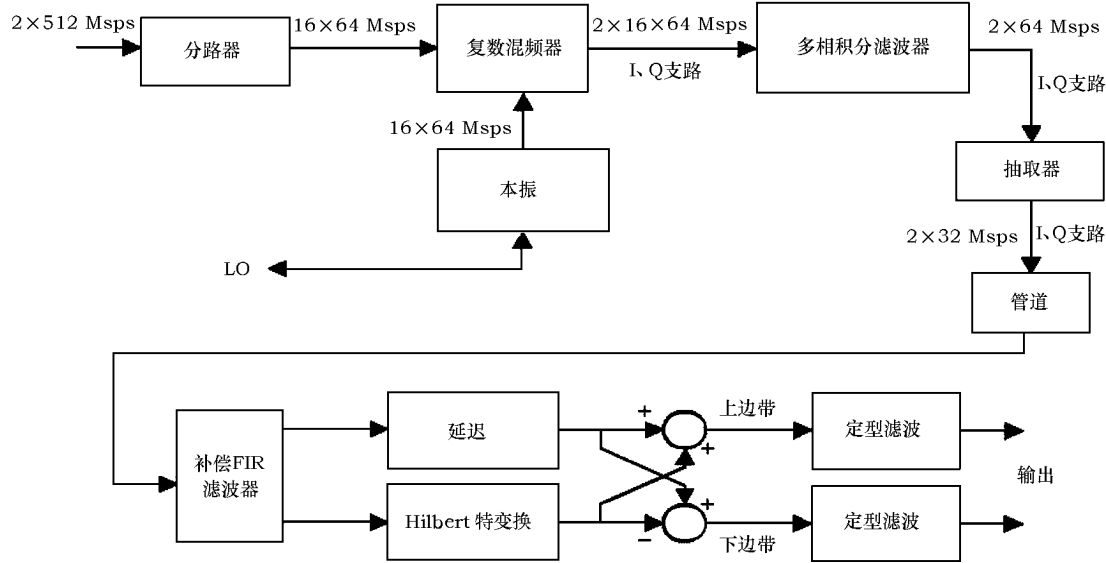 2×512 Msps
分路器
16×64 Msps
复数混频器
2×16×64 Msps
I、Q支路
多相积分滤波器
2×64 Msps
I、Q支路
16×64 Msps
本振
LO
抽取器
2×32 Msps
I、Q支路
管道
补偿FIR
滤波器
延迟
Hilbert 特变换
+
+
+
−
上边带
下边带
定型滤波
定型滤波
输出